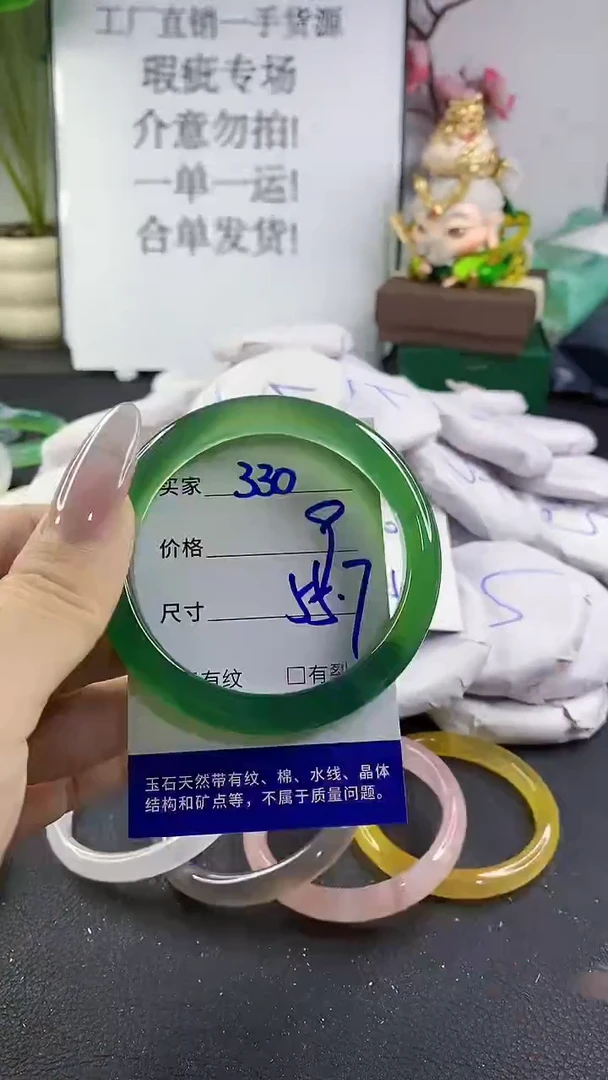 工厂直销一手货源
瑕疵专场
介意勿拍!
一单一运!
合单发货!
买家 330
价格
尺寸 55.7
有纹 □有裂
玉石天然带有纹、棉、水线、晶体
结构和矿点等，不属于质量问题。
5